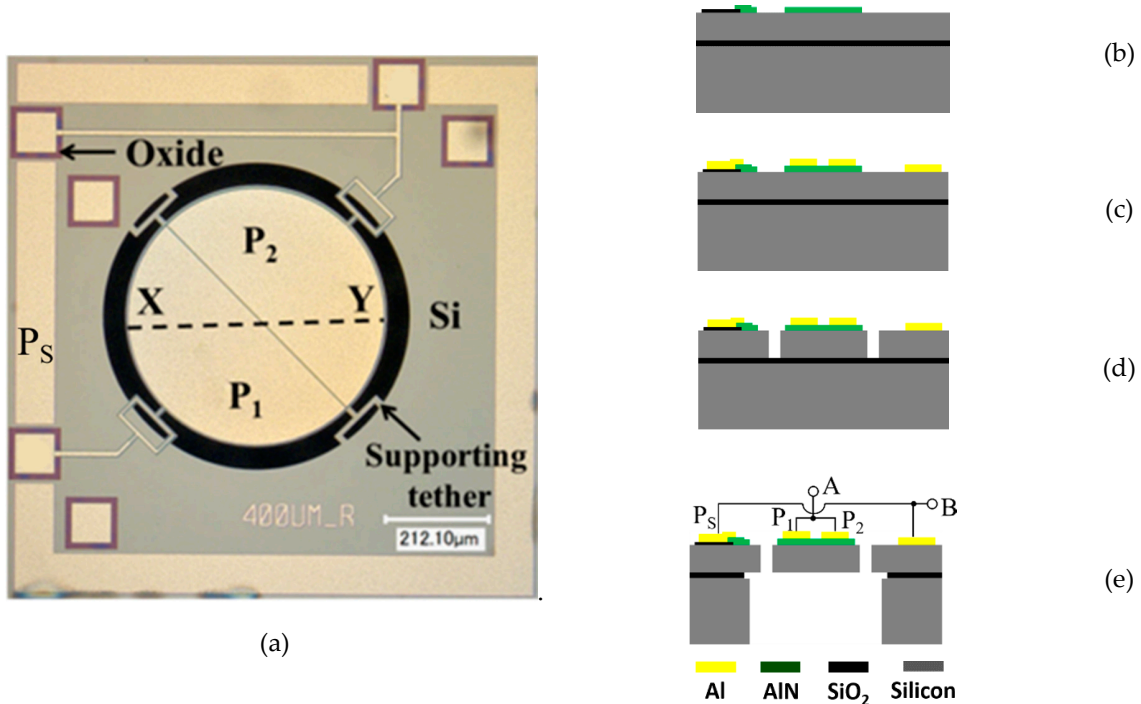 Oxide
P2
X
Y
Si
PS
P1
Supporting
tether
400UM_R
212.10µm
.
(a)
(b)
(c)
(d)
A
PS
P1
P2
B
(e)
Al
AlN
SiO2
Silicon